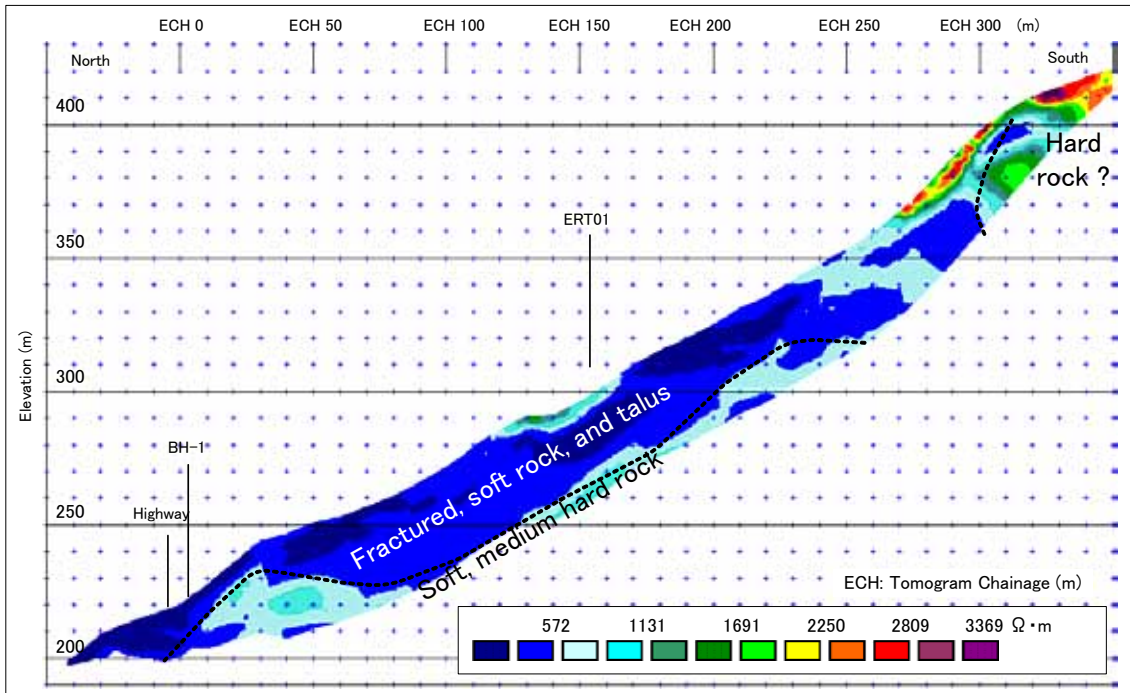 ECH 0 ECH 50 ECH 100 ECH 150 ECH 200 ECH 250 ECH 300 (m)
North South
400
Hard
rock ?
350
ERT01
300
Elevation (m)
Fractured, soft rock, and talus
BH-1
Soft, medium hard rock
Highway
250
ECH: Tomogram Chainage (m)
572 1131 1691 2250 2809 3369 Ω・m
200